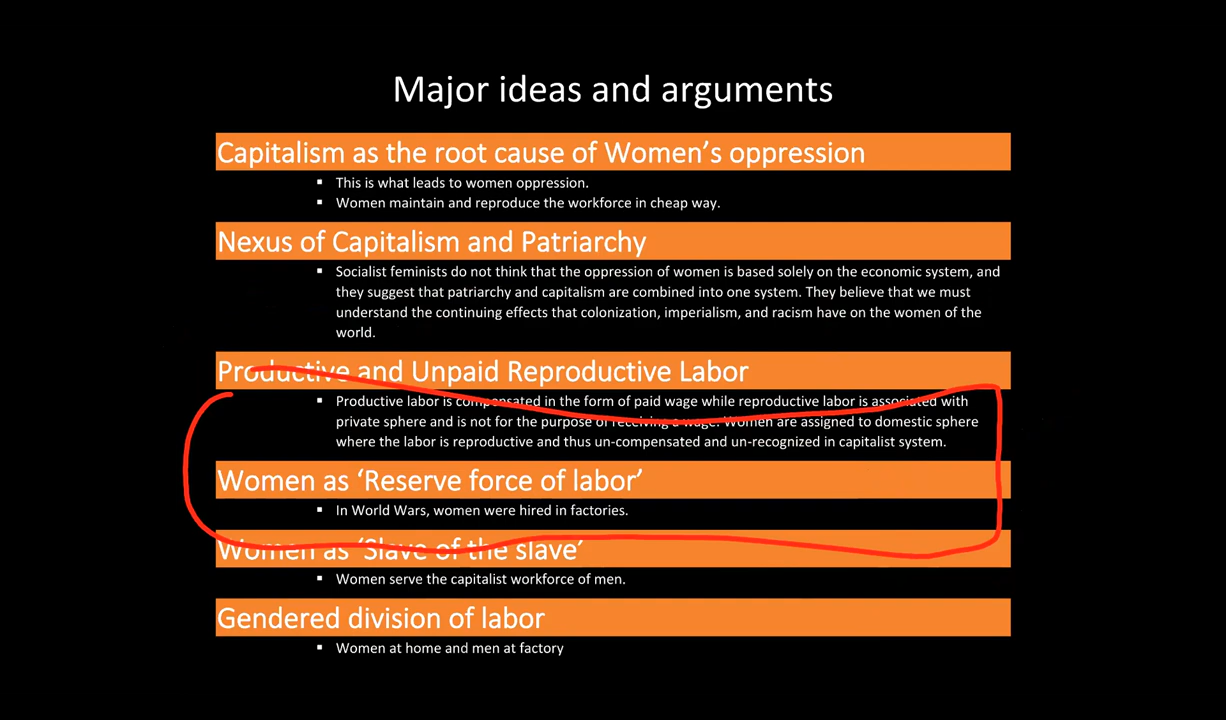 Major ideas and arguments
Capitalism as the root cause of Women’s oppression
▪ This is what leads to women oppression.
▪ Women maintain and reproduce the workforce in cheap way.
Nexus of Capitalism and Patriarchy
▪ Socialist feminists do not think that the oppression of women is based solely on the economic system, and
they suggest that patriarchy and capitalism are combined into one system. They believe that we must
understand the continuing effects that colonization, imperialism, and racism have on the women of the
world.
Productive and Unpaid Reproductive Labor
▪ Productive labor is compensated in the form of paid wage while reproductive labor is associated with
private sphere and is not for the purpose of receiving a wage. Women are assigned to domestic sphere
where the labor is reproductive and thus un-compensated and un-recognized in capitalist system.
Women as ‘Reserve force of labor’
▪ In World Wars, women were hired in factories.
Women as ‘Slave of the slave’
▪ Women serve the capitalist workforce of men.
Gendered division of labor
▪ Women at home and men at factory